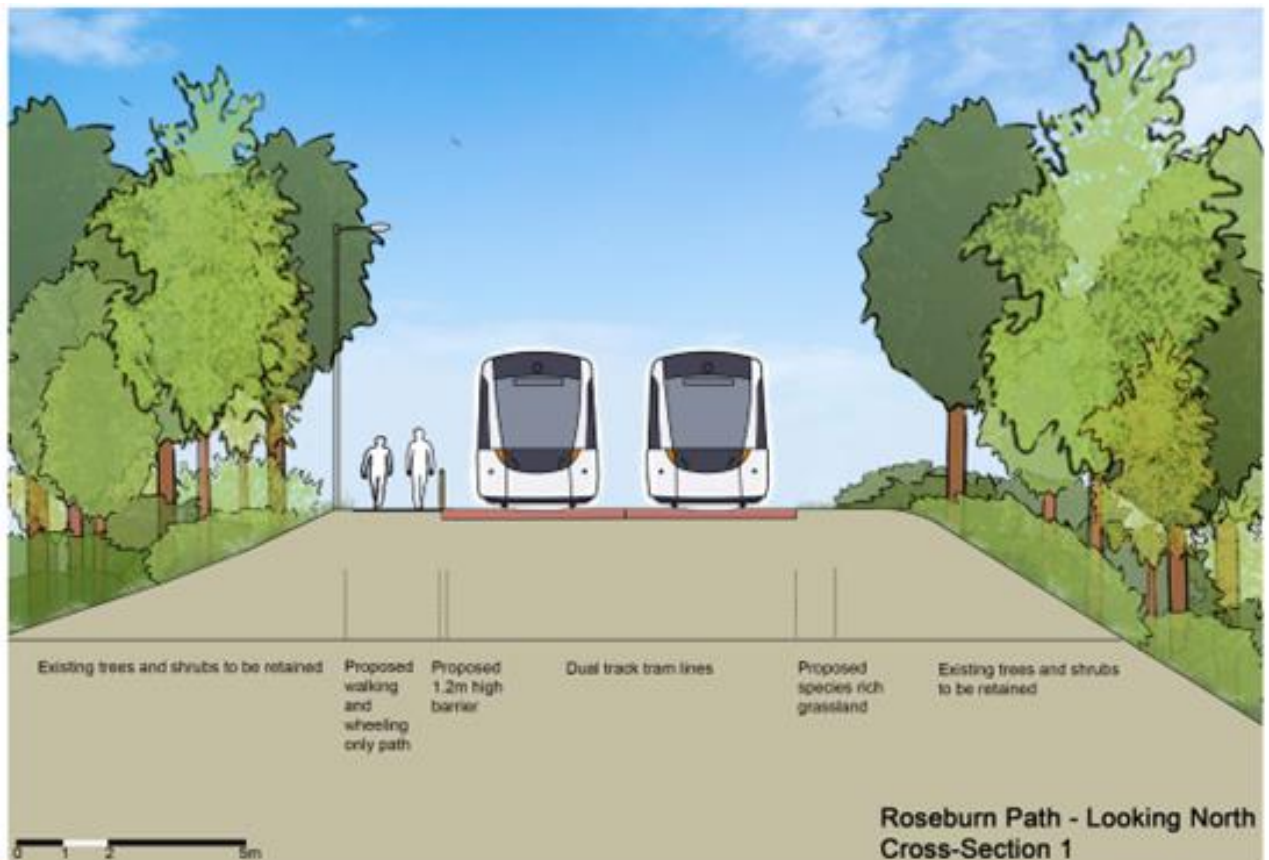 Existing trees and shrubs to be retained
Proposed
walking
and
wheeling
only path
Proposed
1.2m high
barrier
Dual track tram lines
Proposed
species rich
grassland
Existing trees and shrubs
to be retained
0 1 2 5m
Roseburn Path - Looking North
Cross-Section 1